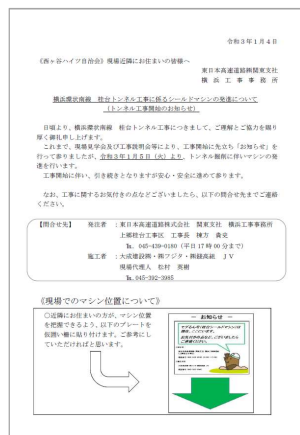 令和３年１月４日
《西ヶ谷ハイツ自治会》現場近隣にお住まいの皆様へ
東日本高速道路㈱関東支社
横浜工事事務所
横浜環状南線　桂台トンネル工事に係るシールドマシンの発進について
（トンネル工事開始のお知らせ）
日頃より、横浜環状南線　桂台トンネル工事につきまして、ご理解とご協力を賜り
厚く御礼申し上げます。
これまで、現場見学会及び工事説明会等により、工事開始に先立ち「お知らせ」を
行って参りましたが、令和３年１月５日（火）より、トンネル掘削に伴いマシンの発
進を行います。
工事開始に伴い、引き続きとなりますが安心・安全に進めて参ります。
なお、工事に関するお気付きの点などございましたら、以下の問合せ先までご連絡
ください。
【問合せ先】　発注者　：東日本高速道路株式会社　関東支社　横浜工事事務所
上郷桂台工事区　工事長　棟方　貴史
℡. 045-439-0180（平日 17 時 00 分まで）
施工者　：大成建設㈱・㈱フジタ・㈱錢高組　ＪＶ
現場代理人　松村　英樹
℡. 045-392-3985
《現場でのマシン位置について》
○近隣にお住まいの方が、マシン位置
を把握できるよう、以下のプレートを
仮囲い柵に貼り付けます。ご参考にし
ていただければと思います。
－ お知らせ －